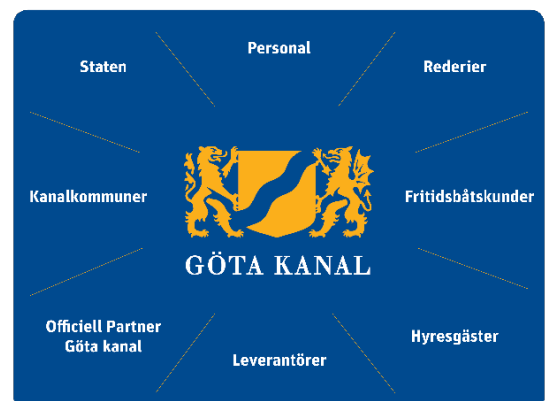 Personal
Staten
Rederier
Kanalkommuner
Fritidsbåtskunder
GÖTA KANAL
Officiell Partner
Göta kanal
Hyresgäster
Leverantörer